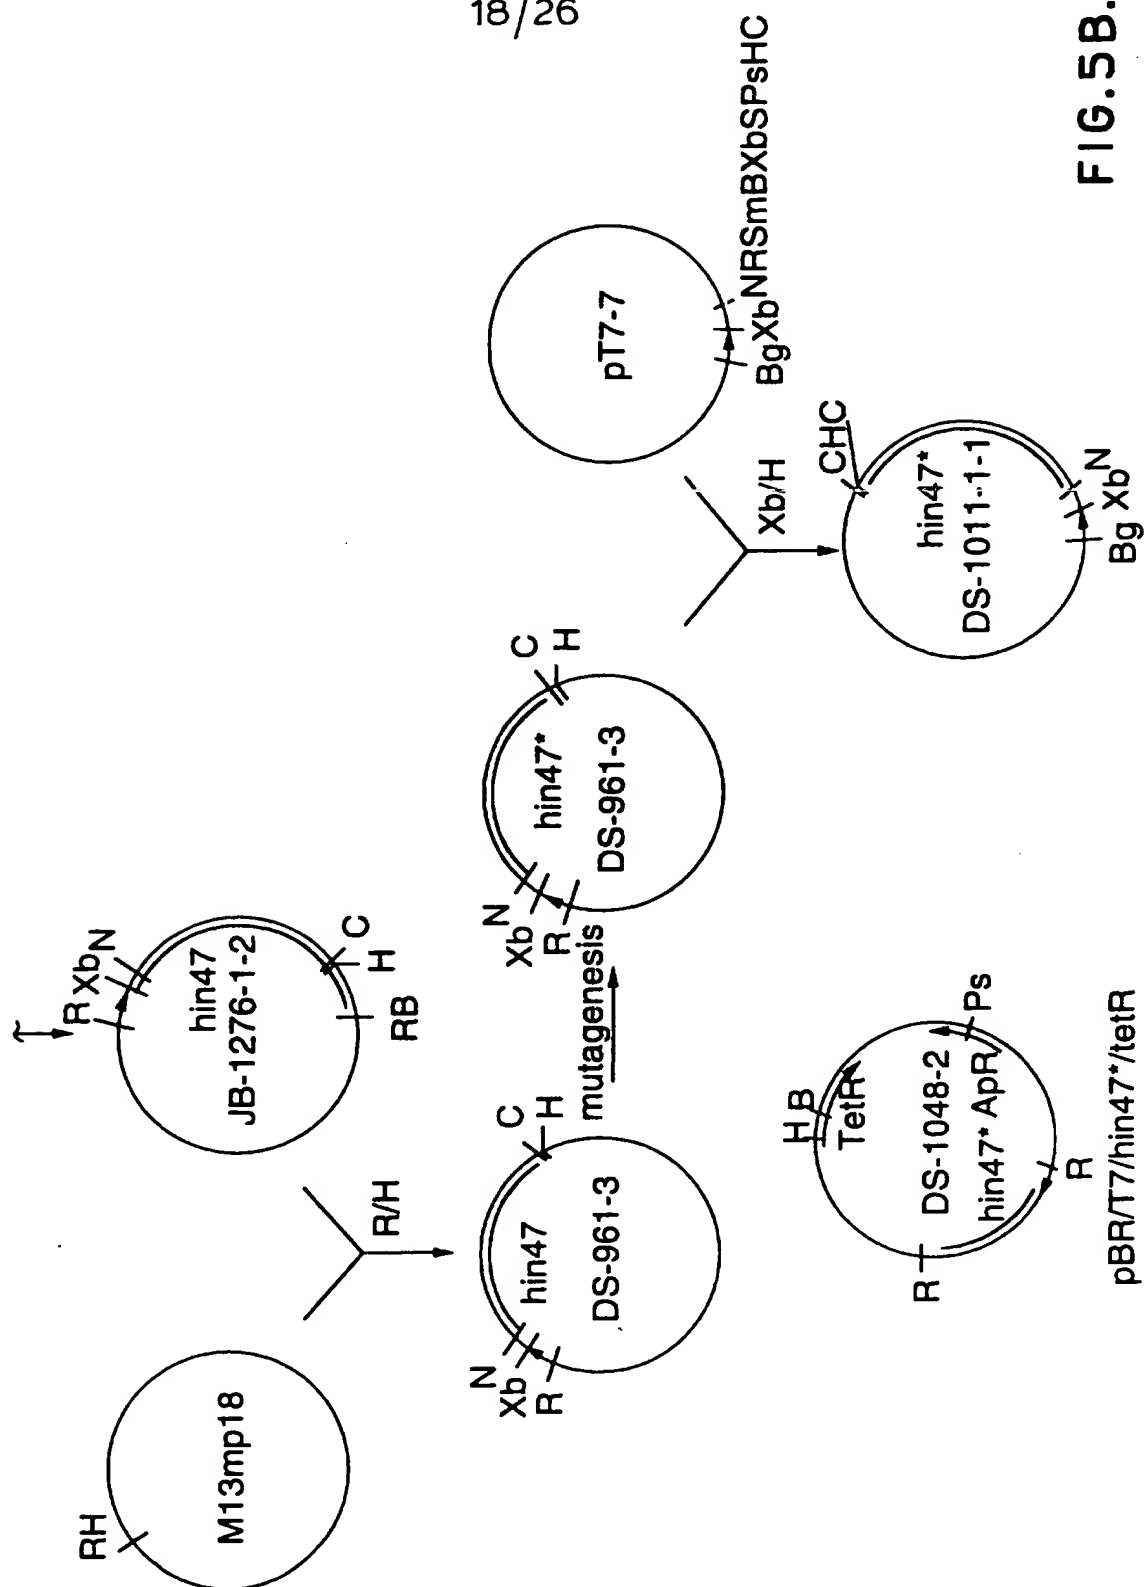 18/26
RH
M13mp18
R/H
R
Xb
N
hin47
JB-1276-1-2
C
H
RB
N
Xb
R
hin47
DS-961-3
C
H
mutagenesis
N
Xb
R
hin47*
DS-961-3
C
H
pT7-7
Bg
Xb
NRSmBXbSPsHC
Xb/H
CHC
hin47*
DS-1011-1-1
Bg
Xb
N
H
B
TetR
DS-1048-2
hin47* ApR
Ps
R
R
pBR/T7/hin47*/tetR
FIG.5B.